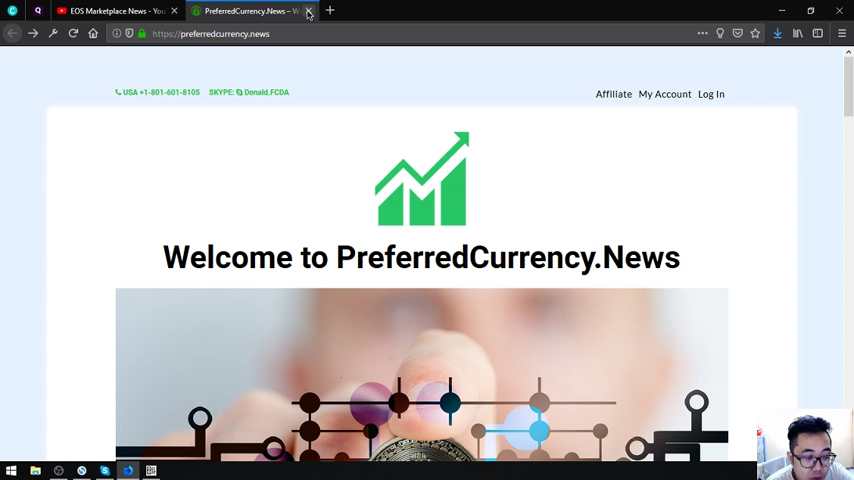 EOS Marketplace News - You
PreferredCurrency.News – W
https://preferredcurrency.news
USA +1-801-601-8105 SKYPE: Donald.FCDA
Affiliate My Account Log In
Welcome to PreferredCurrency.News